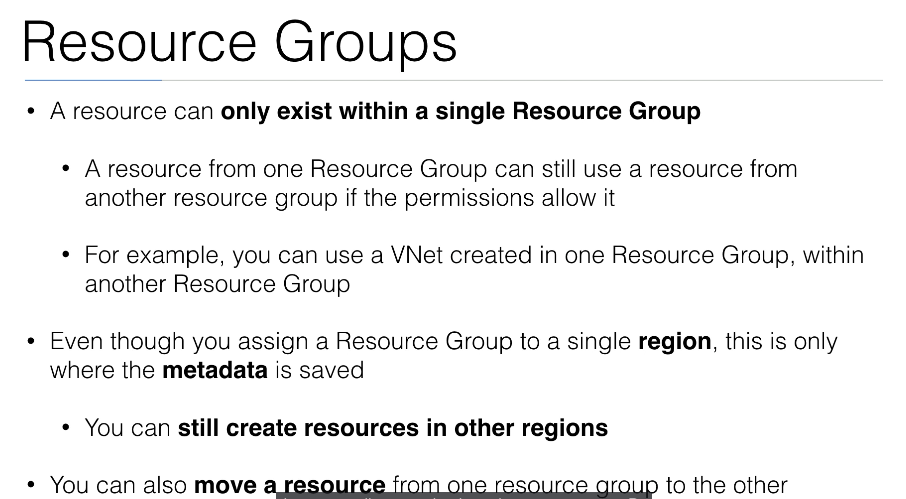 Resource Groups
• A resource can only exist within a single Resource Group
• A resource from one Resource Group can still use a resource from
another resource group if the permissions allow it
• For example, you can use a VNet created in one Resource Group, within
another Resource Group
• Even though you assign a Resource Group to a single region, this is only
where the metadata is saved
• You can still create resources in other regions
• You can also move a resource from one resource group to the other